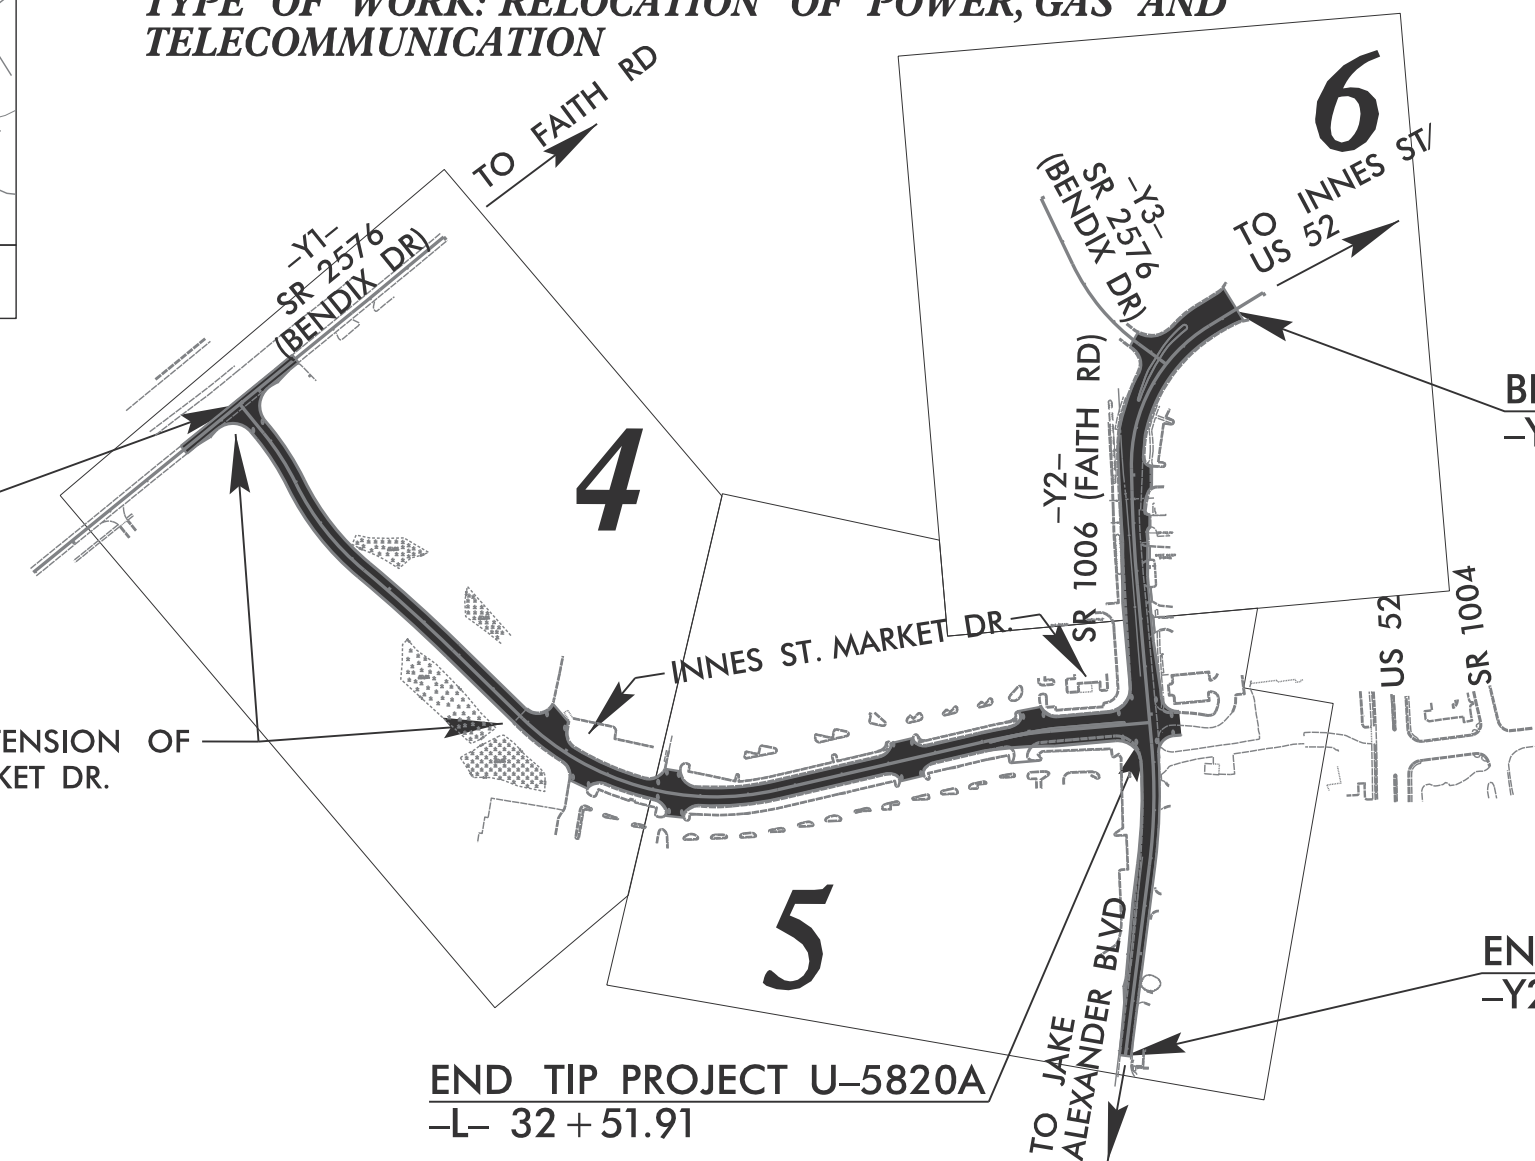 TYPE OF WORK: RELOCATION OF POWER, GAS AND
TELECOMMUNICATION
TO FAITH RD
6
–Y1–
SR 2576
(BENDIX DR)
–Y3–
SR 2576
(BENDIX DR)
TO INNES ST/
US 52
4
–Y2–
SR 1006 (FAITH RD)
INNES ST. MARKET DR.
US 52
SR 1004
TENSION OF
KET DR.
5
TO JAKE
ALEXANDER BLVD
EN
–Y2
END TIP PROJECT U–5820A
–L– 32+51.91